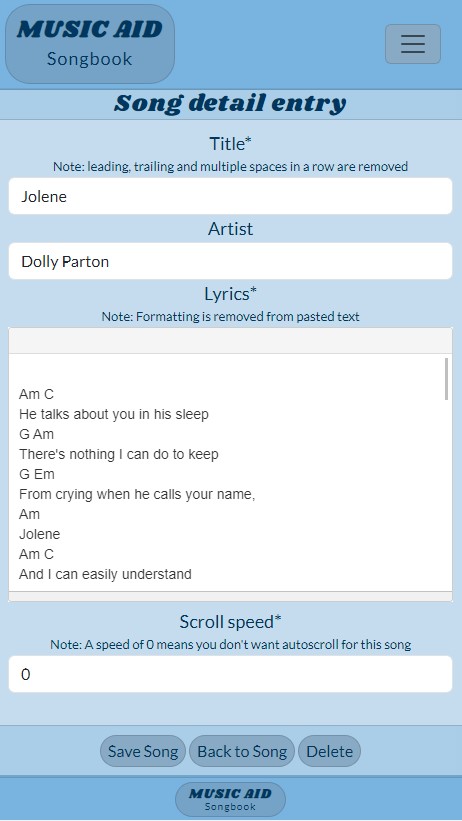 MUSIC AID
Songbook
Song detail entry
Title*
Note: leading, trailing and multiple spaces in a row are removed
Jolene
Artist
Dolly Parton
Lyrics*
Note: Formatting is removed from pasted text
Am C
He talks about you in his sleep
G Am
There's nothing I can do to keep
G Em
From crying when he calls your name,
Am
Jolene
Am C
And I can easily understand
Scroll speed*
Note: A speed of 0 means you don't want autoscroll for this song
0
Save Song Back to Song Delete
MUSIC AID
Songbook